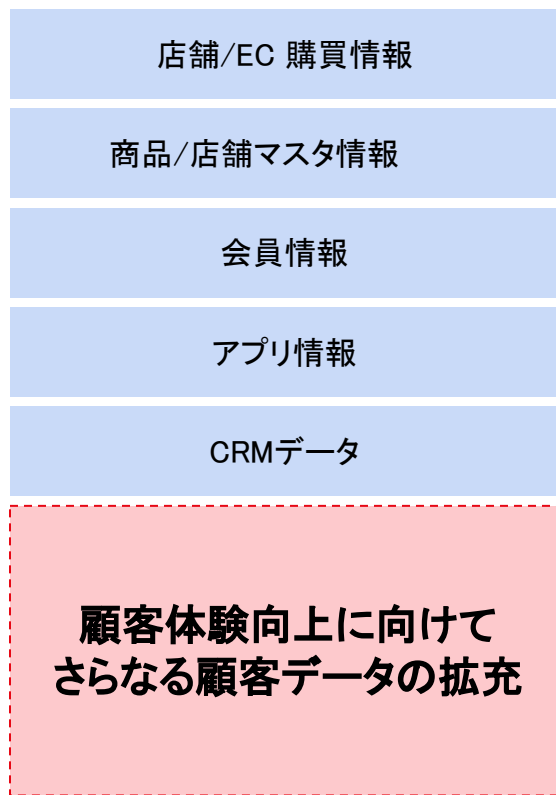 店舗/EC 購買情報
商品/店舗マスタ情報
会員情報
アプリ情報
CRMデータ
顧客体験向上に向けて
さらなる顧客データの拡充